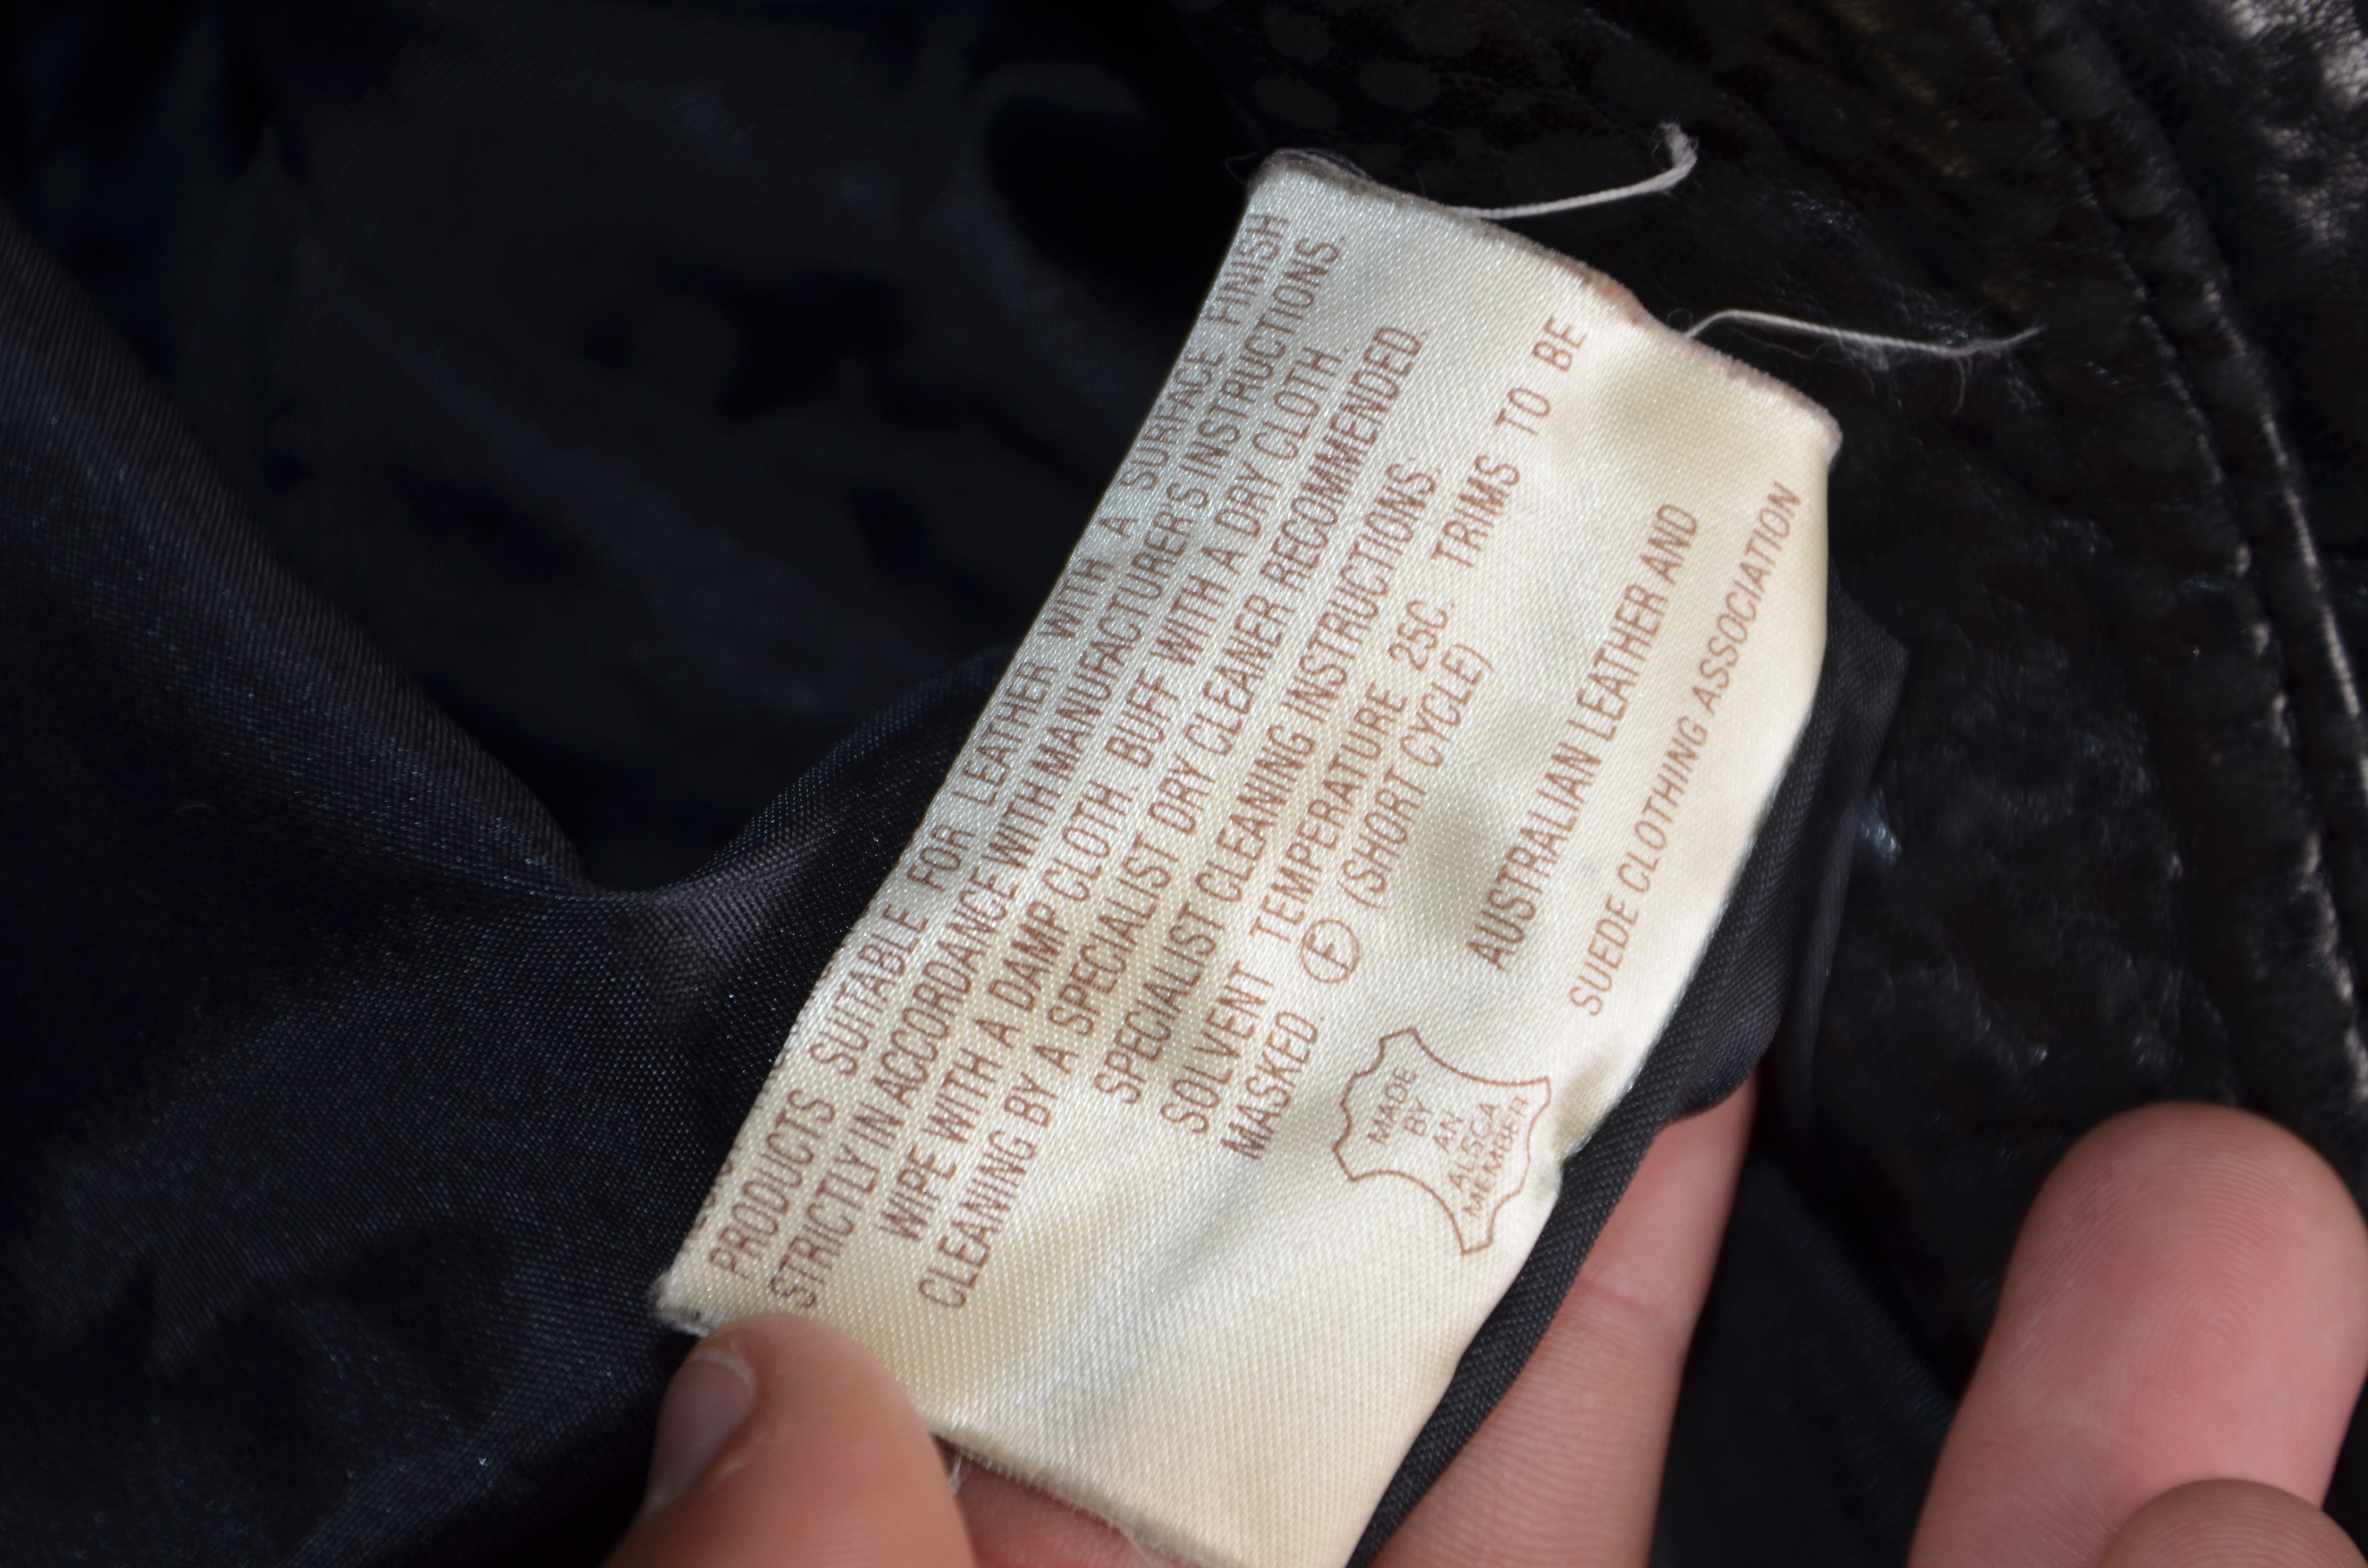 PRODUCTS SUITABLE FOR LEATHER WITH A SURFACE FINISH
STRICTLY IN ACCORDANCE WITH MANUFACTURER'S INSTRUCTIONS
WIPE WITH A DAMP CLOTH. BUFF WITH A DRY CLOTH.
CLEANING BY A SPECIALIST DRY CLEANER RECOMMENDED.
SPECIALIST CLEANING INSTRUCTIONS.
SOLVENT TEMPERATURE 25C. TRIMS TO BE
MASKED. F (SHORT CYCLE)
AUSTRALIAN LEATHER AND
SUEDE CLOTHING ASSOCIATION
MADE
BY
AN
ALSCA
MEMBER